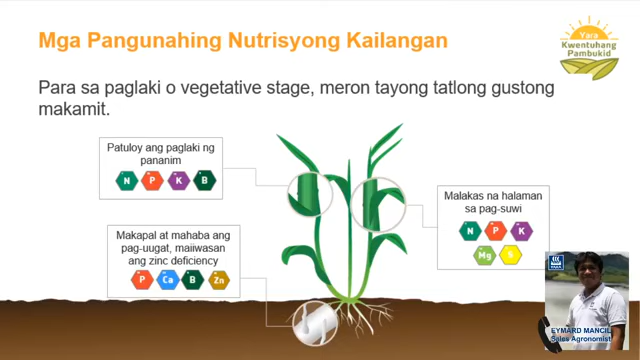 Mga Pangunahing Nutrisyong Kailangan
Yara
Kwentuhang
Pambukid
Para sa paglaki o vegetative stage, meron tayong tatlong gustong
makamit.
Patuloy ang paglaki ng
pananim
N P K B
Makapal at mahaba ang
pag-uugat, maiiwasan
ang zinc deficiency
P Ca B Zn
Malakas na halaman
sa pag-suwi
N P K
Mg S
YARA
EYMARD MANCIL
Sales Agronomist